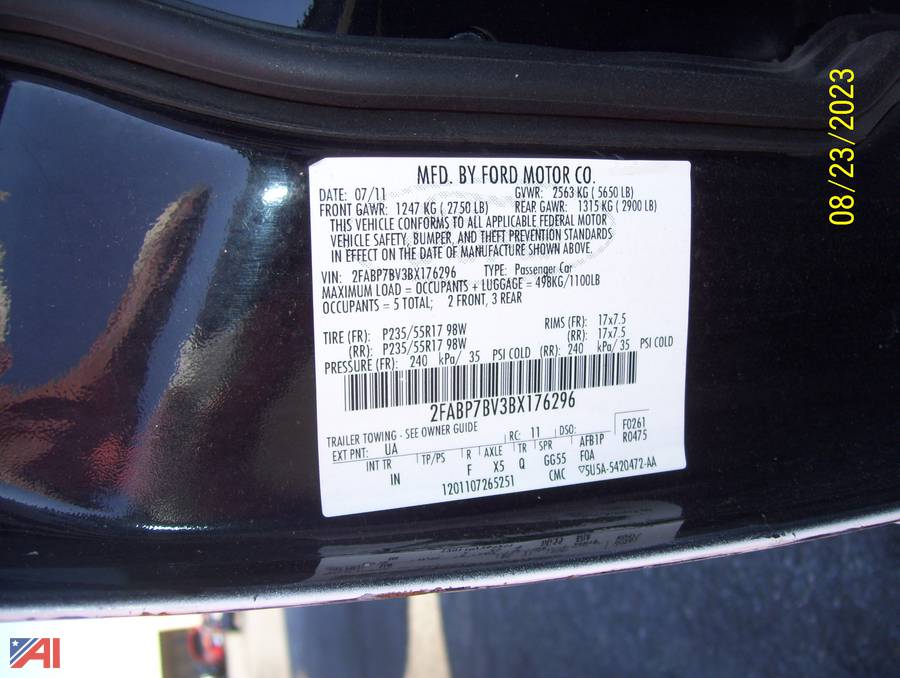 08/23/2023
MFD. BY FORD MOTOR CO.
DATE: 07/11 GVWR: 2563 KG ( 5650 LB)
FRONT GAWR: 1247 KG ( 2750 LB) REAR GAWR: 1315 KG ( 2900 LB)
THIS VEHICLE CONFORMS TO ALL APPLICABLE FEDERAL MOTOR
VEHICLE SAFETY, BUMPER, AND THEFT PREVENTION STANDARDS
IN EFFECT ON THE DATE OF MANUFACTURE SHOWN ABOVE.
VIN: 2FABP7BV3BX176296 TYPE: Passenger Car
MAXIMUM LOAD = OCCUPANTS + LUGGAGE = 498KG/1100LB
OCCUPANTS = 5 TOTAL; 2 FRONT, 3 REAR
TIRE (FR): P235/55R17 98W RIMS (FR): 17x7.5
(RR): P235/55R17 98W (RR): 17x7.5
PRESSURE (FR): 240 kPa/ 35 PSI COLD (RR): 240 kPa/ 35 PSI COLD
2FABP7BV3BX176296
TRAILER TOWING - SEE OWNER GUIDE
EXT PNT: UA RC: 11 DSO: F0261
INT TR TP/PS R AXLE TR SPR AFB1P R0475
IN F X5 Q GG55 FOA
1201107265251 CMC ▽5U5A-5420472-AA
AI